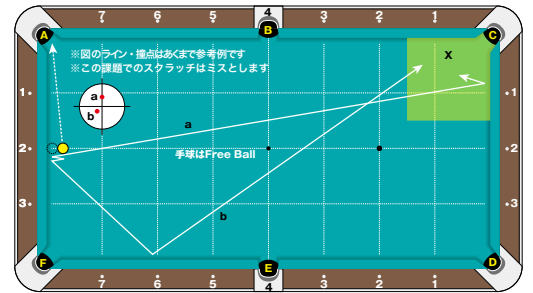 7 6 5 4 3 2 1
A B C
※図のライン・撞点はあくまで参考例です
※この課題でのスクラッチはミスとします
X
a
b
1 1
a
2 手球はFree Ball 2
3 b 3
F E D
7 6 5 4 3 2 1